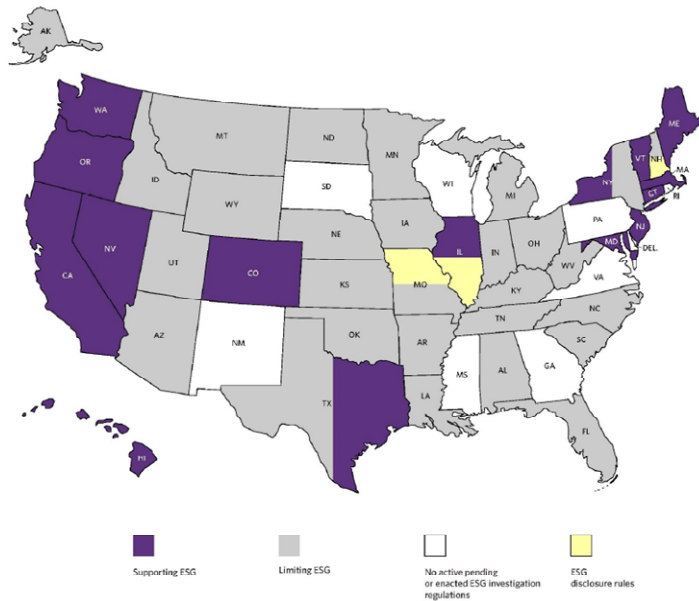 AK
WA
ME
MT
ND
VT
NH
OR
MN
MA
ID
SD
WI
NY
CT
RI
MI
WY
PA
IA
NJ
NE
OH
MD
DEL.
NV
IL
IN
UT
CO
WV
VA
CA
KS
MO
KY
NC
TN
AZ
NM
OK
AR
SC
MS
AL
GA
TX
LA
FL
HI
Supporting ESG
Limiting ESG
No active pending
or enacted ESG investigation
regulations
ESG
disclosure rules